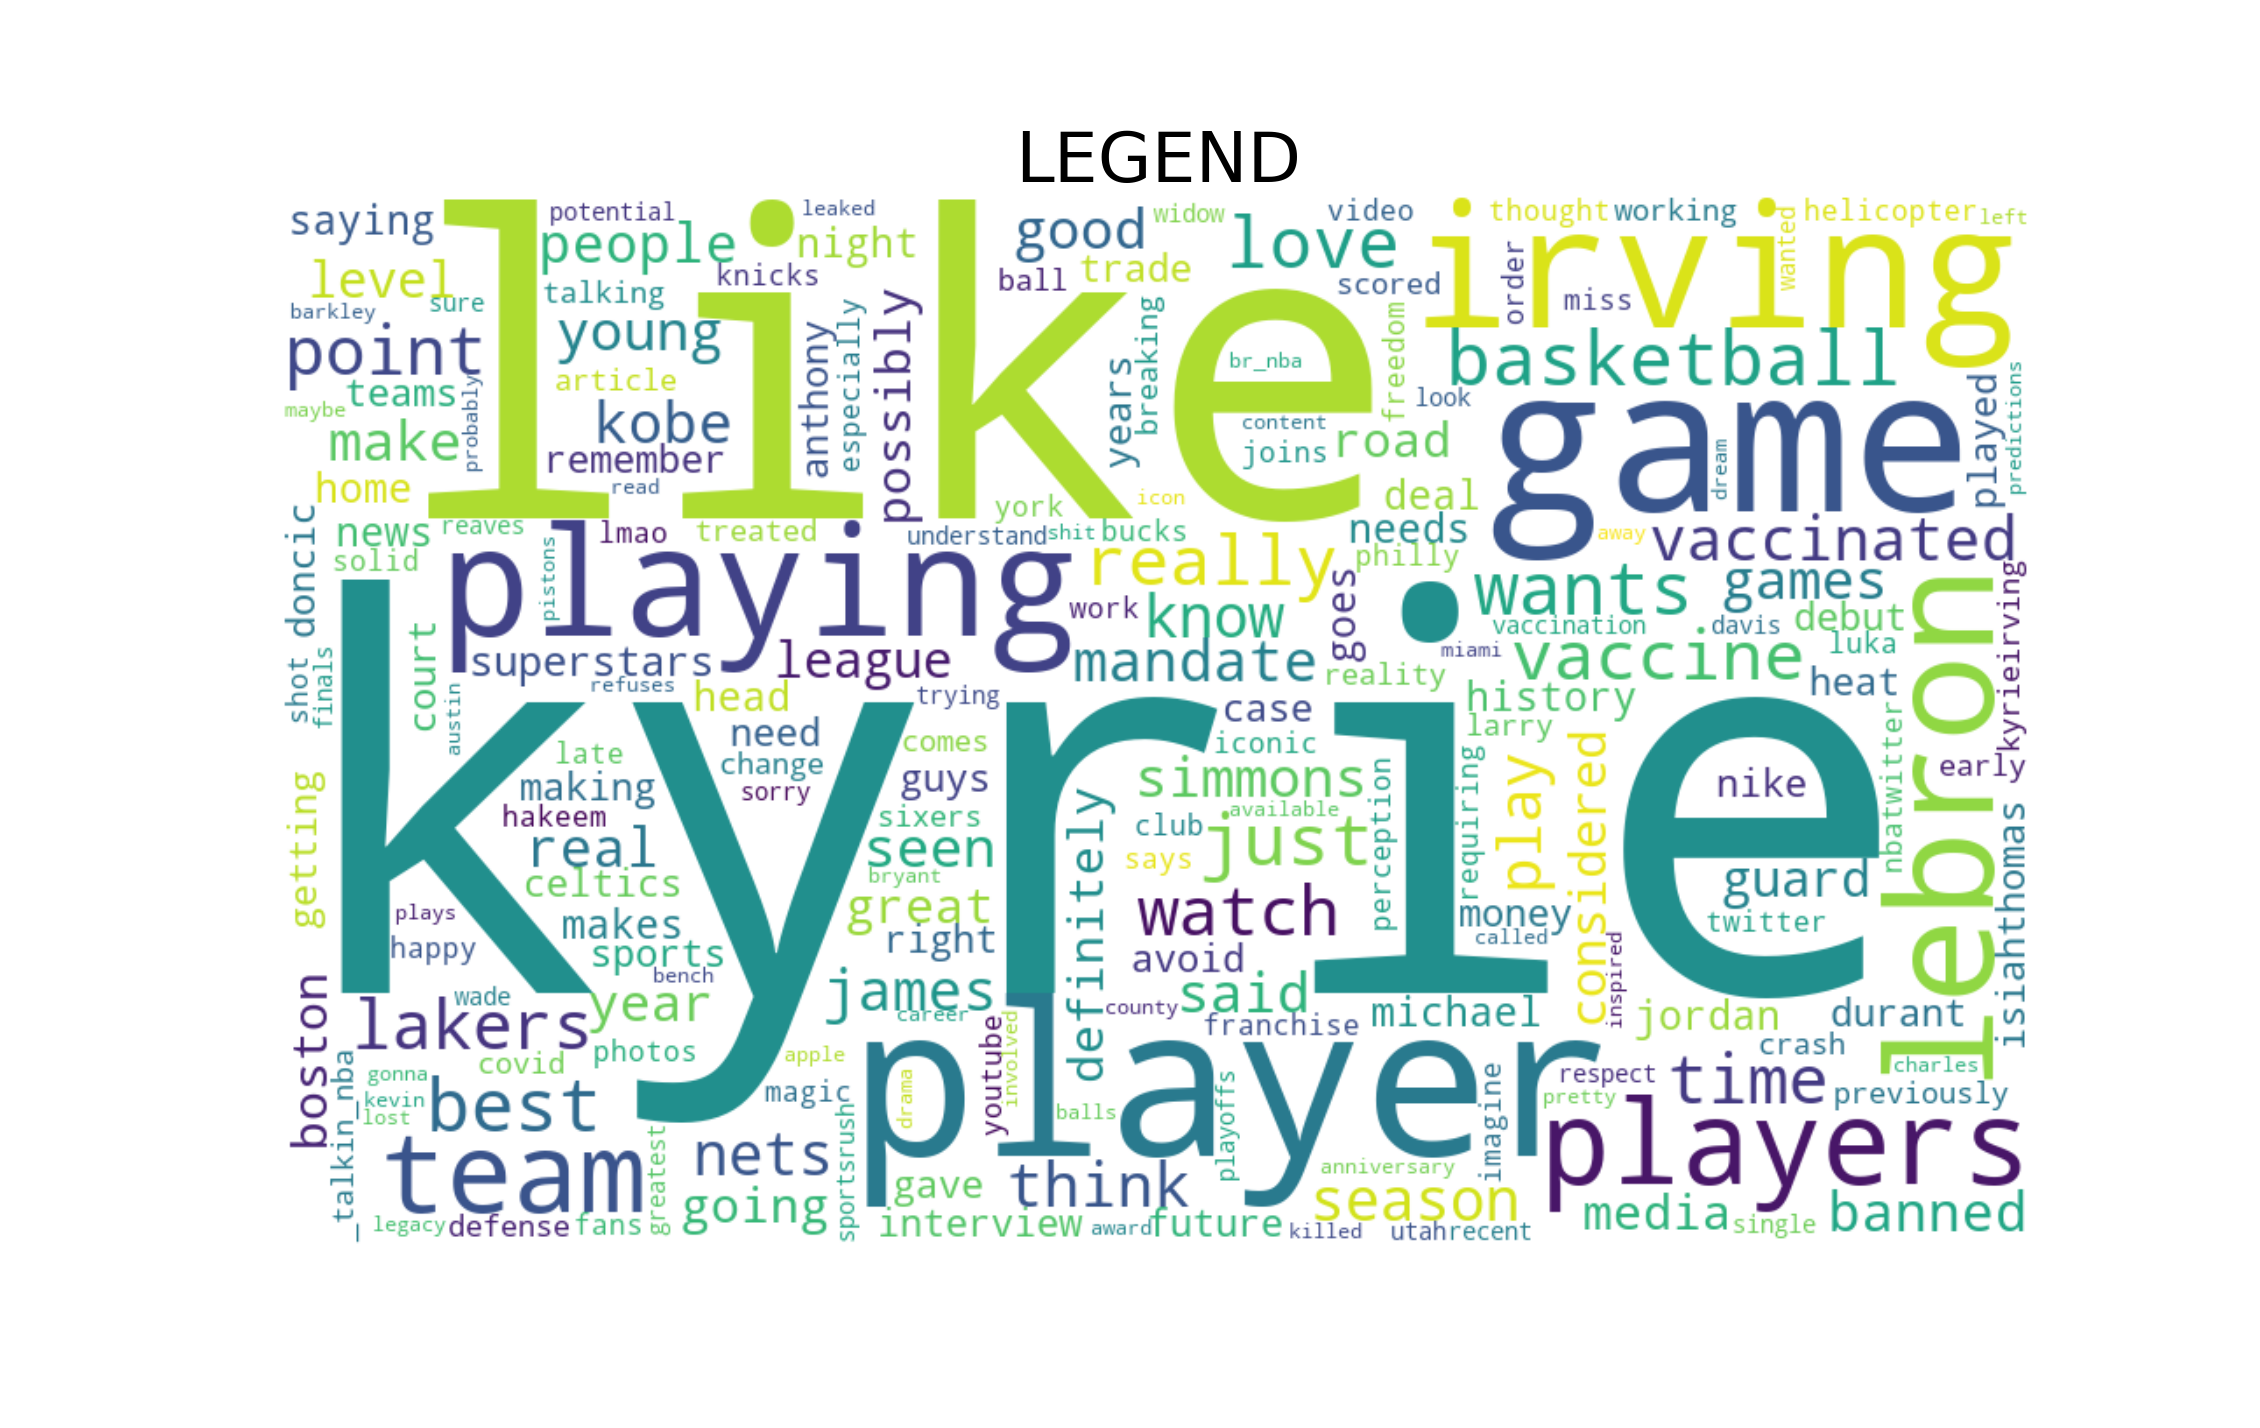 LEGEND
like
kyrie
irving
game
playing
player
players
lebron
team
basketball
saying
potential
leaked
people
night
good
widow
love
video
thought
working
helicopter
left
level
knicks
ball
trade
scored
order
miss
wanted
barkley
sure
talking
young
anthony
especially
possibly
years
breaking
br_nba
freedom
point
teams
probably
article
maybe
make
kobe
remember
content
joins
road
look
played
predictions
dream
home
read
york
icon
deal
news
reaves
lmao
treated
understand
shit
bucks
needs
away
vaccinated
solid
doncic
pistons
really
philly
wants
games
work
know
goes
vaccination
davis
debut
kyrieirving
court
superstars
league
mandate
miami
vaccine
luka
shot
finals
refuses
head
trying
reality
history
heat
austin
need
case
larry
late
change
comes
iconic
nbatwitter
early
getting
making
sorry
guys
simmons
perception
requiring
play
considered
nike
hakeem
sixers
definitely
club
available
just
real
seen
says
isiahthomas
celtics
bryant
guard
plays
makes
great
watch
money
twitter
happy
sports
right
avoid
called
inspired
boston
bench
james
said
lakers
wade
year
career
county
franchise
michael
jordan
durant
covid
photos
apple
youtube
involved
crash
charles
_talkin_nba
gonna
kevin
lost
best
magic
drama
balls
playoffs
imagine
respect
pretty
time
previously
greatest
nets
sportsrush
gave
think
anniversary
season
legacy
defense
fans
going
interview
award
future
killed
utah
recent
media
single
banned